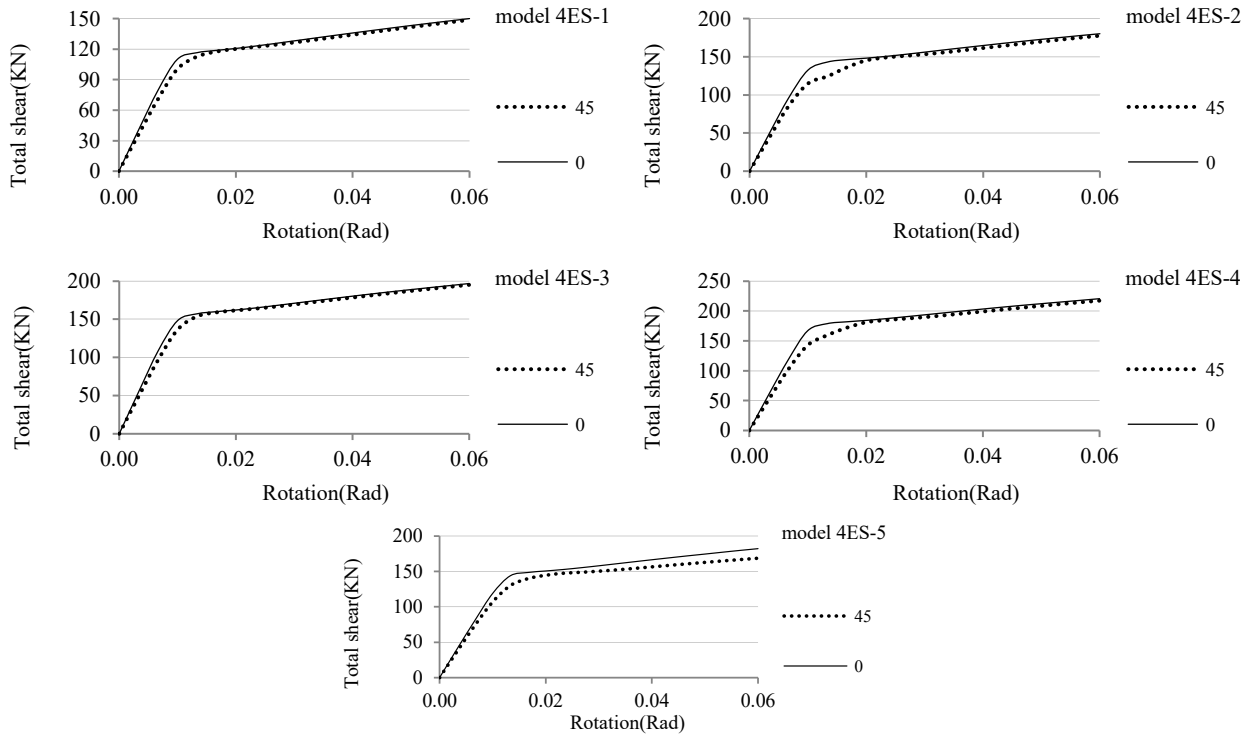 model 4ES-1
Total shear(KN)
150
120
90
60
30
0
0.00 0.02 0.04 0.06
Rotation(Rad)
45
0
model 4ES-2
Total shear(KN)
200
150
100
50
0
0.00 0.02 0.04 0.06
Rotation(Rad)
45
0
model 4ES-3
Total shear(KN)
200
150
100
50
0
0.00 0.02 0.04 0.06
Rotation(Rad)
45
0
model 4ES-4
Total shear(KN)
250
200
150
100
50
0
0.00 0.02 0.04 0.06
Rotation(Rad)
45
0
model 4ES-5
Total shear(KN)
200
150
100
50
0
0.00 0.02 0.04 0.06
Rotation(Rad)
45
0